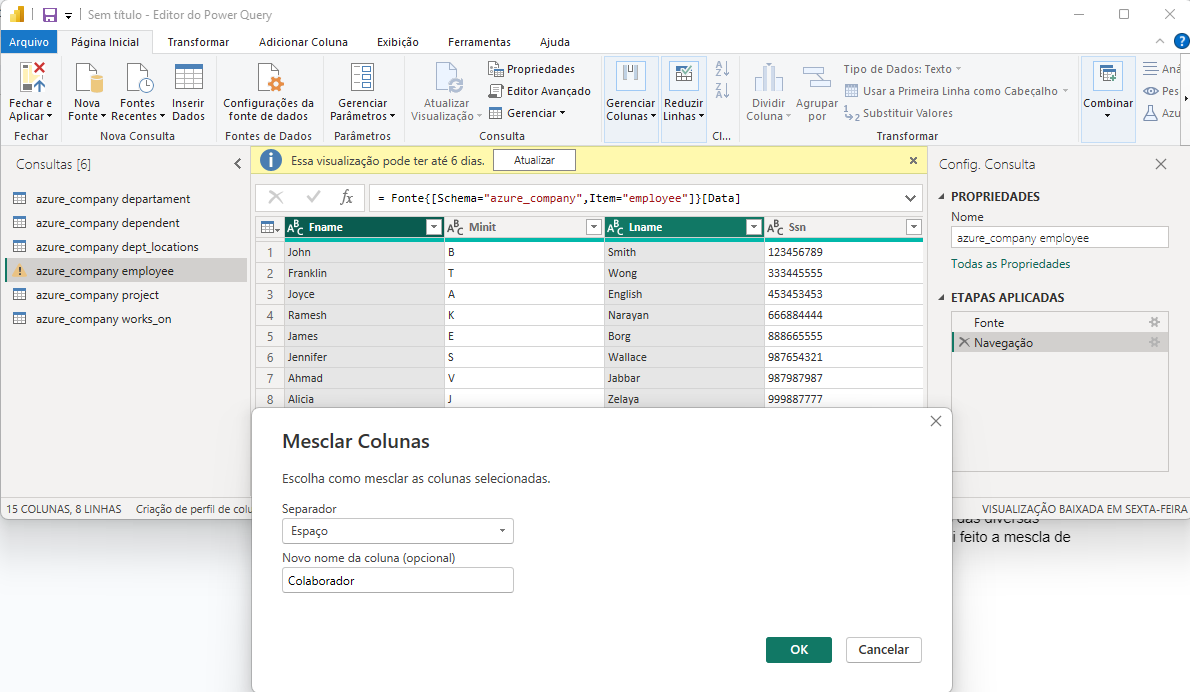 Sem título - Editor do Power Query
Arquivo Página Inicial Transformar Adicionar Coluna Exibição Ferramentas Ajuda ?
Fechar e Aplicar
Fechar
Nova Fonte
Fontes Recentes
Inserir Dados
Nova Consulta
Configurações da fonte de dados
Fontes de Dados
Gerenciar Parâmetros
Parâmetros
Atualizar Visualização
Propriedades
Editor Avançado
Gerenciar
Consulta
Gerenciar Colunas
Reduzir Linhas
Cl...
Dividir Coluna
Agrupar por
Tipo de Dados: Texto
Usar a Primeira Linha como Cabeçalho
Substituir Valores
Transformar
Combinar
Aná
Pes
Azu
Consultas [6]
azure_company departament
azure_company dependent
azure_company dept_locations
azure_company employee
azure_company project
azure_company works_on
Essa visualização pode ter até 6 dias. Atualizar
= Fonte{[Schema="azure_company",Item="employee"]}[Data]
Fname Minit Lname Ssn
1 John B Smith 123456789
2 Franklin T Wong 333445555
3 Joyce A English 453453453
4 Ramesh K Narayan 666884444
5 James E Borg 888665555
6 Jennifer S Wallace 987654321
7 Ahmad V Jabbar 987987987
8 Alicia J Zelaya 999887777
Config. Consulta
PROPRIEDADES
Nome
azure_company employee
Todas as Propriedades
ETAPAS APLICADAS
Fonte
Navegação
15 COLUNAS, 8 LINHAS Criação de perfil de colu
VISUALIZAÇÃO BAIXADA EM SEXTA-FEIRA
das diversas
i feito a mescla de
Mesclar Colunas
Escolha como mesclar as colunas selecionadas.
Separador
Espaço
Novo nome da coluna (opcional)
Colaborador
OK Cancelar